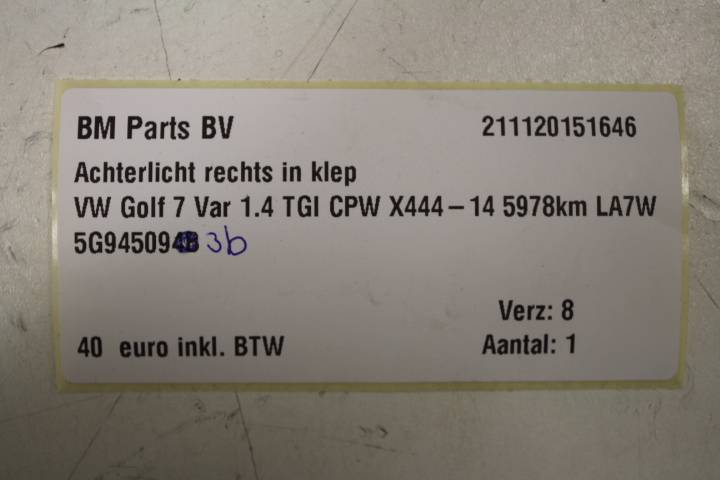 BM Parts BV 211120151646
Achterlicht rechts in klep
VW Golf 7 Var 1.4 TGI CPW X444-14 5978km LA7W
5G945094 3b
Verz: 8
40 euro inkl. BTW Aantal: 1